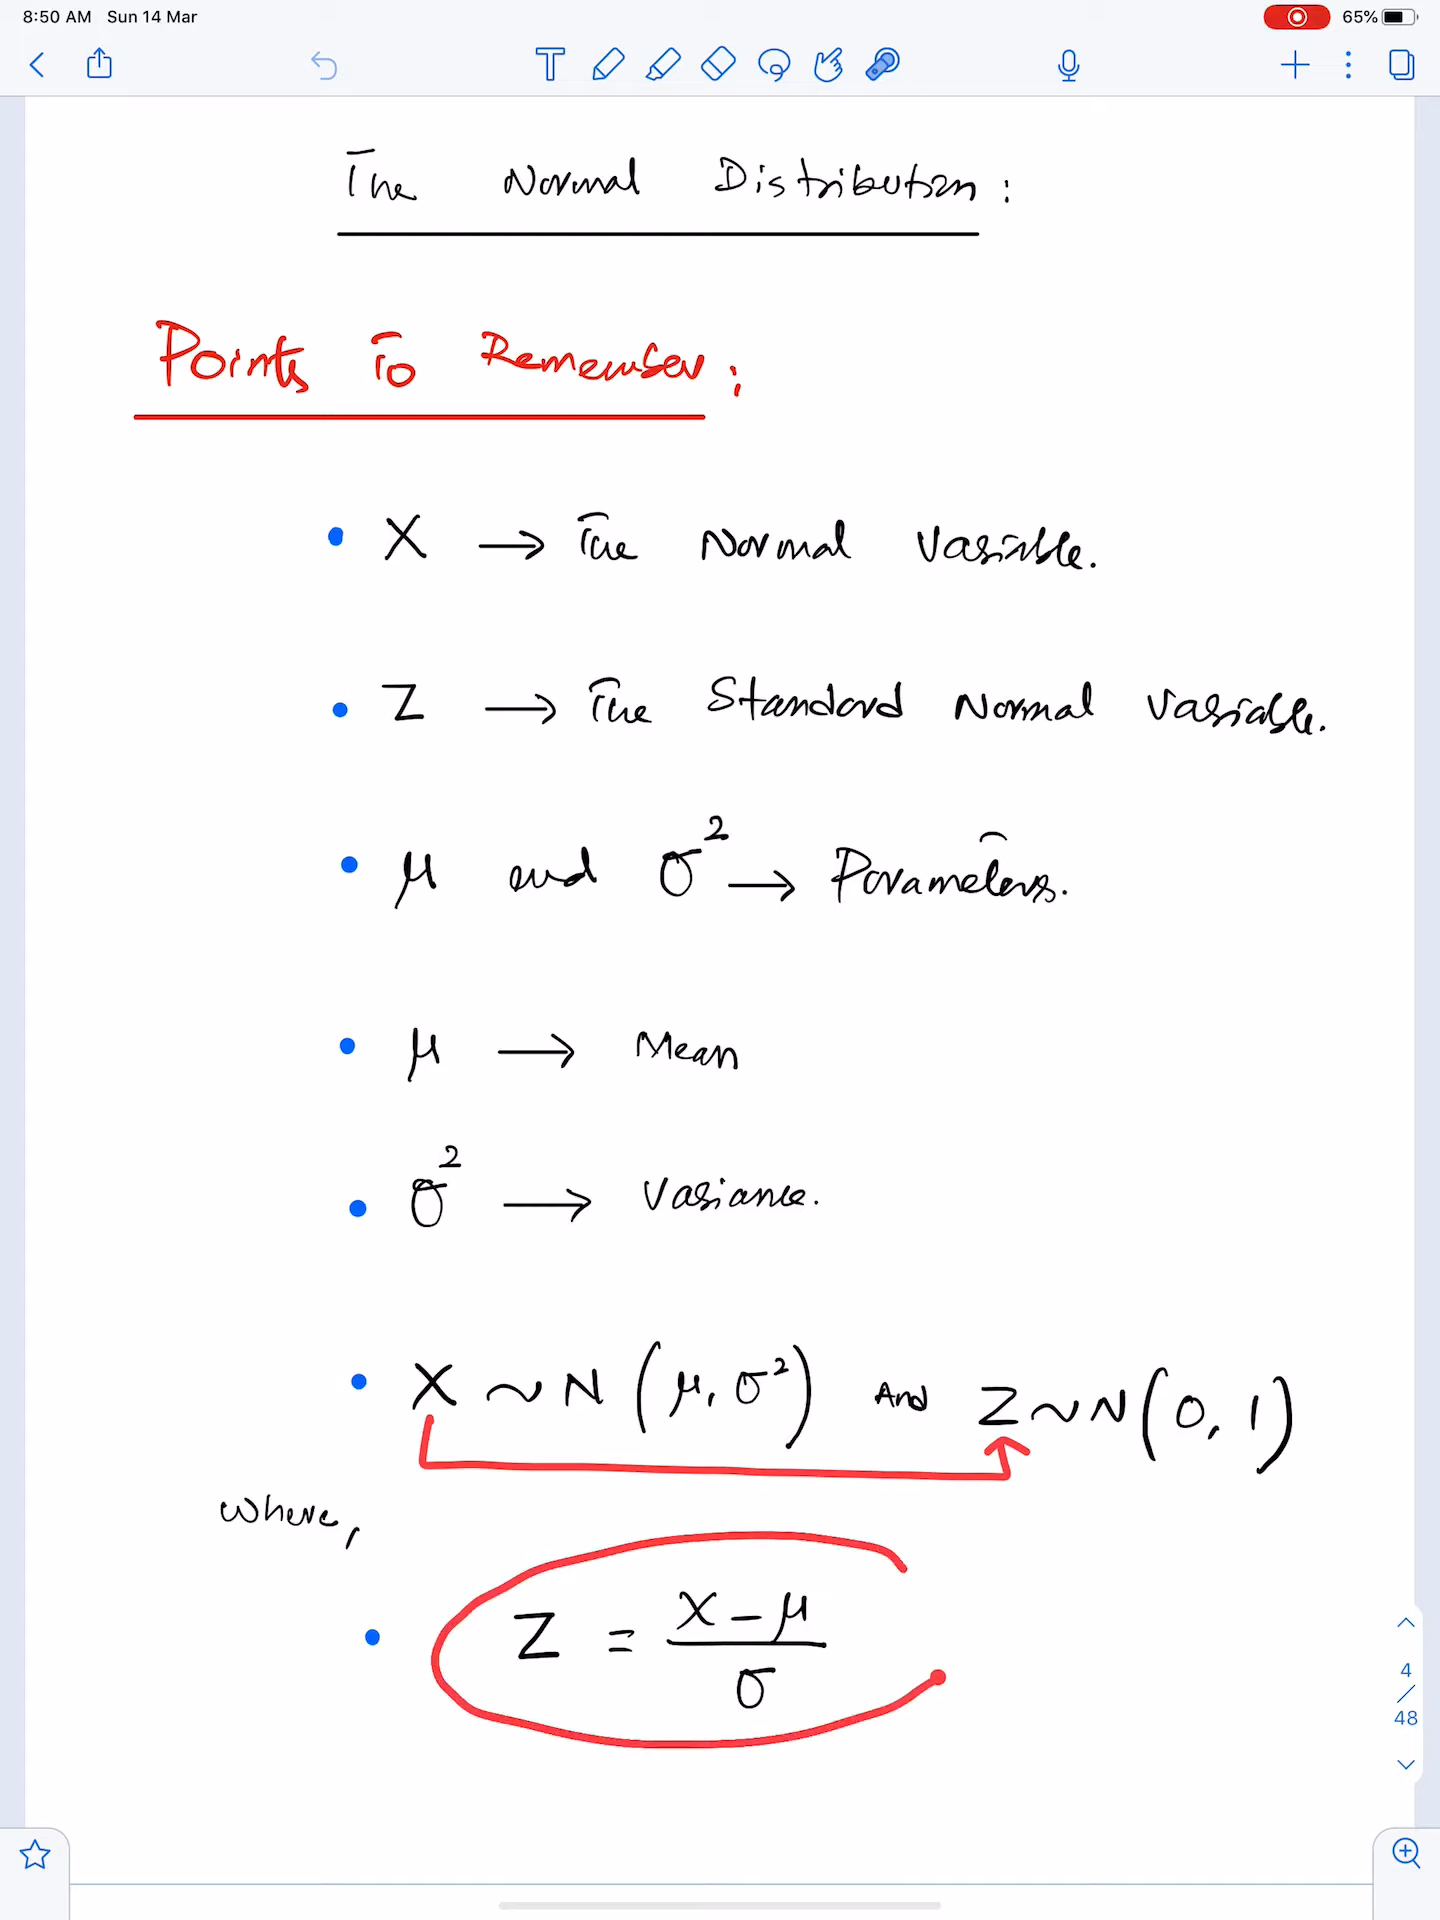 8:50 AM Sun 14 Mar 65%
The Normal Distribution:
Points To Remember:
• X → The Normal Variable.
• Z → The Standard Normal Variable.
• μ and σ² → Parameters.
• μ → Mean
• σ² → Variance.
• X ~ N(μ, σ²) And Z ~ N(0, 1)
where,
• Z = (X - μ) / σ
4
/
48